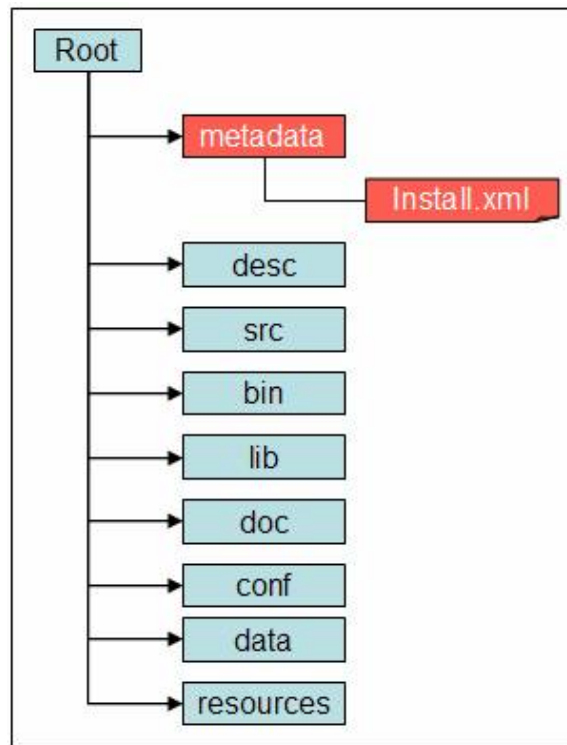 Root
metadata
Install.xml
desc
src
bin
lib
doc
conf
data
resources